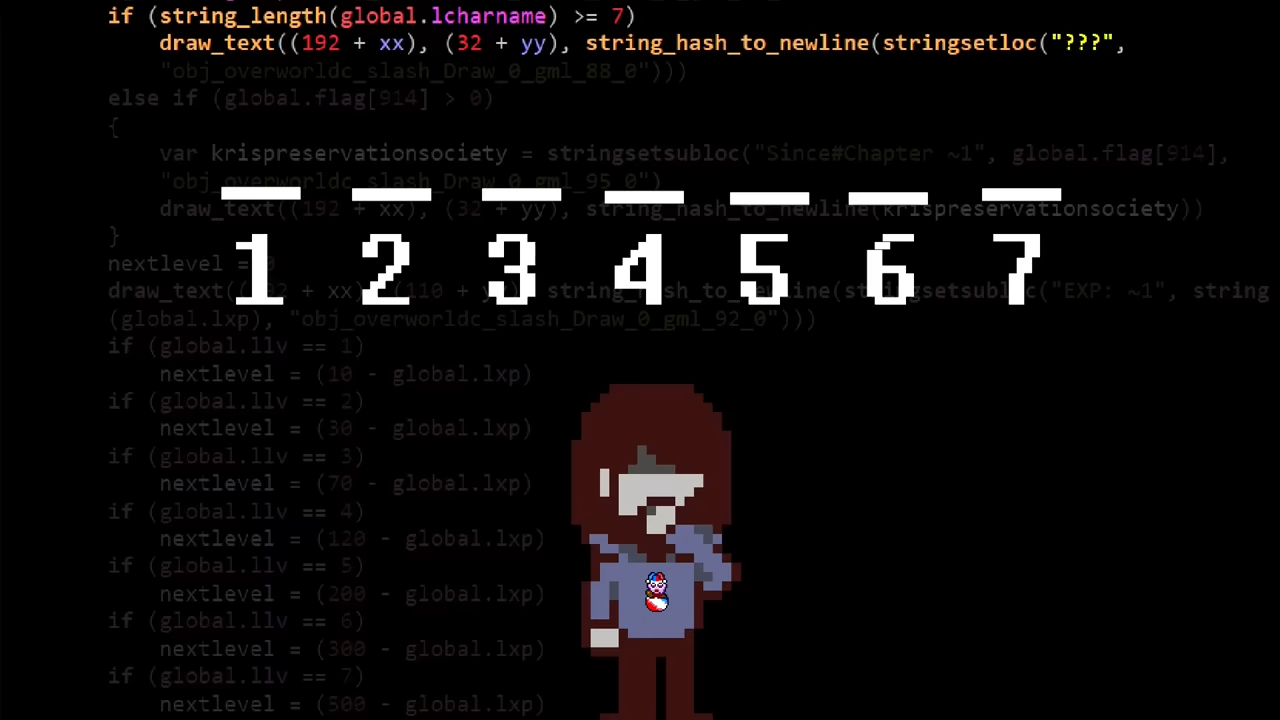 if (string_length(global.lcharname) >= 7)
draw_text((192 + xx), (32 + yy), string_hash_to_newline(stringsetloc("???",
"obj_overworldc_slash_Draw_0_gml_88_0")))
else if (global.flag[914] > 0)
{
var krispreservationsociety = stringsetsubloc("Since#Chapter ~1", global.flag[914],
"obj_overworldc_slash_Draw_0_gml_95_0")
draw_text((192 + xx), (32 + yy), string_hash_to_newline(krispreservationsociety))
}
1 2 3 4 5 6 7
nextlevel = 0
draw_text((192 + xx), (110 + yy), string_hash_to_newline(stringsetsubloc("EXP: ~1", string
(global.lxp), "obj_overworldc_slash_Draw_0_gml_92_0")))
if (global.llv == 1)
nextlevel = (10 - global.lxp)
if (global.llv == 2)
nextlevel = (30 - global.lxp)
if (global.llv == 3)
nextlevel = (70 - global.lxp)
if (global.llv == 4)
nextlevel = (120 - global.lxp)
if (global.llv == 5)
nextlevel = (200 - global.lxp)
if (global.llv == 6)
nextlevel = (300 - global.lxp)
if (global.llv == 7)
nextlevel = (500 - global.lxp)